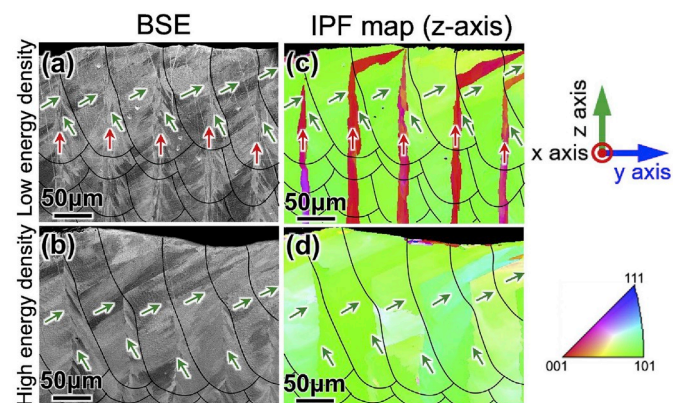 BSE
IPF map (z-axis)
Low energy density
(a)
50μm
(c)
50μm
High energy density
(b)
50μm
(d)
50μm
z axis
x axis
y axis
111
001
101